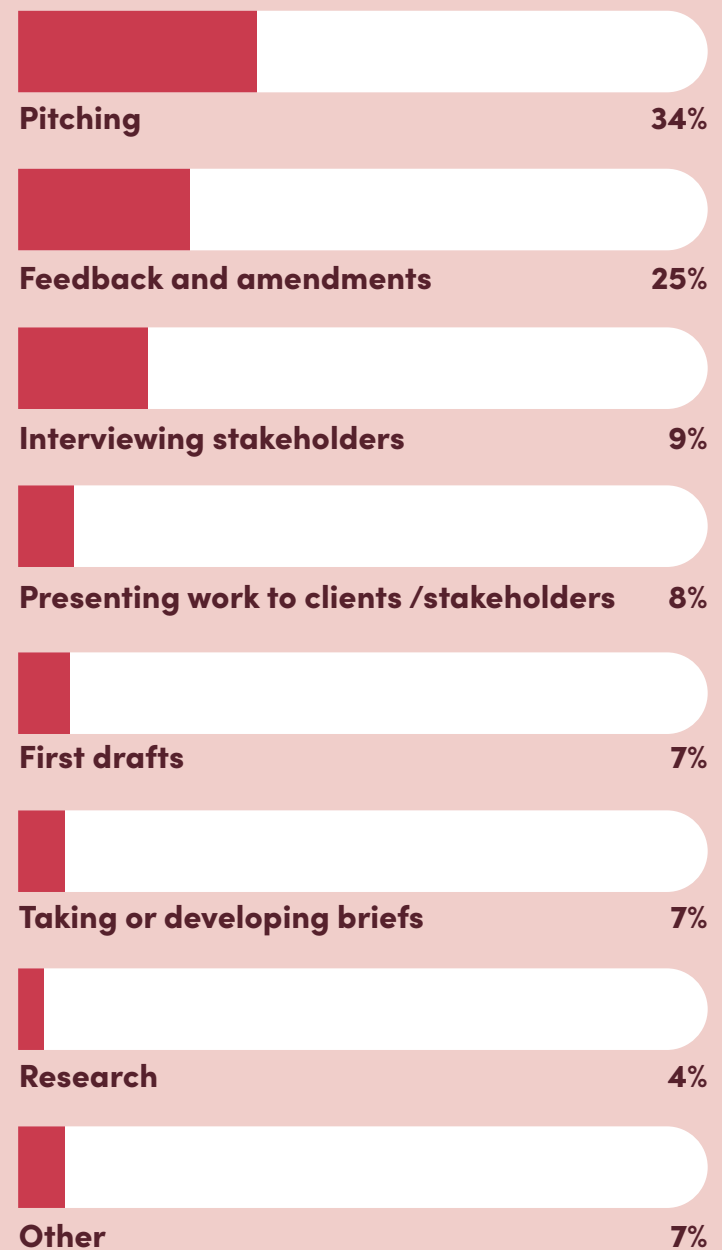 Pitching 34%
Feedback and amendments 25%
Interviewing stakeholders 9%
Presenting work to clients /stakeholders 8%
First drafts 7%
Taking or developing briefs 7%
Research 4%
Other 7%